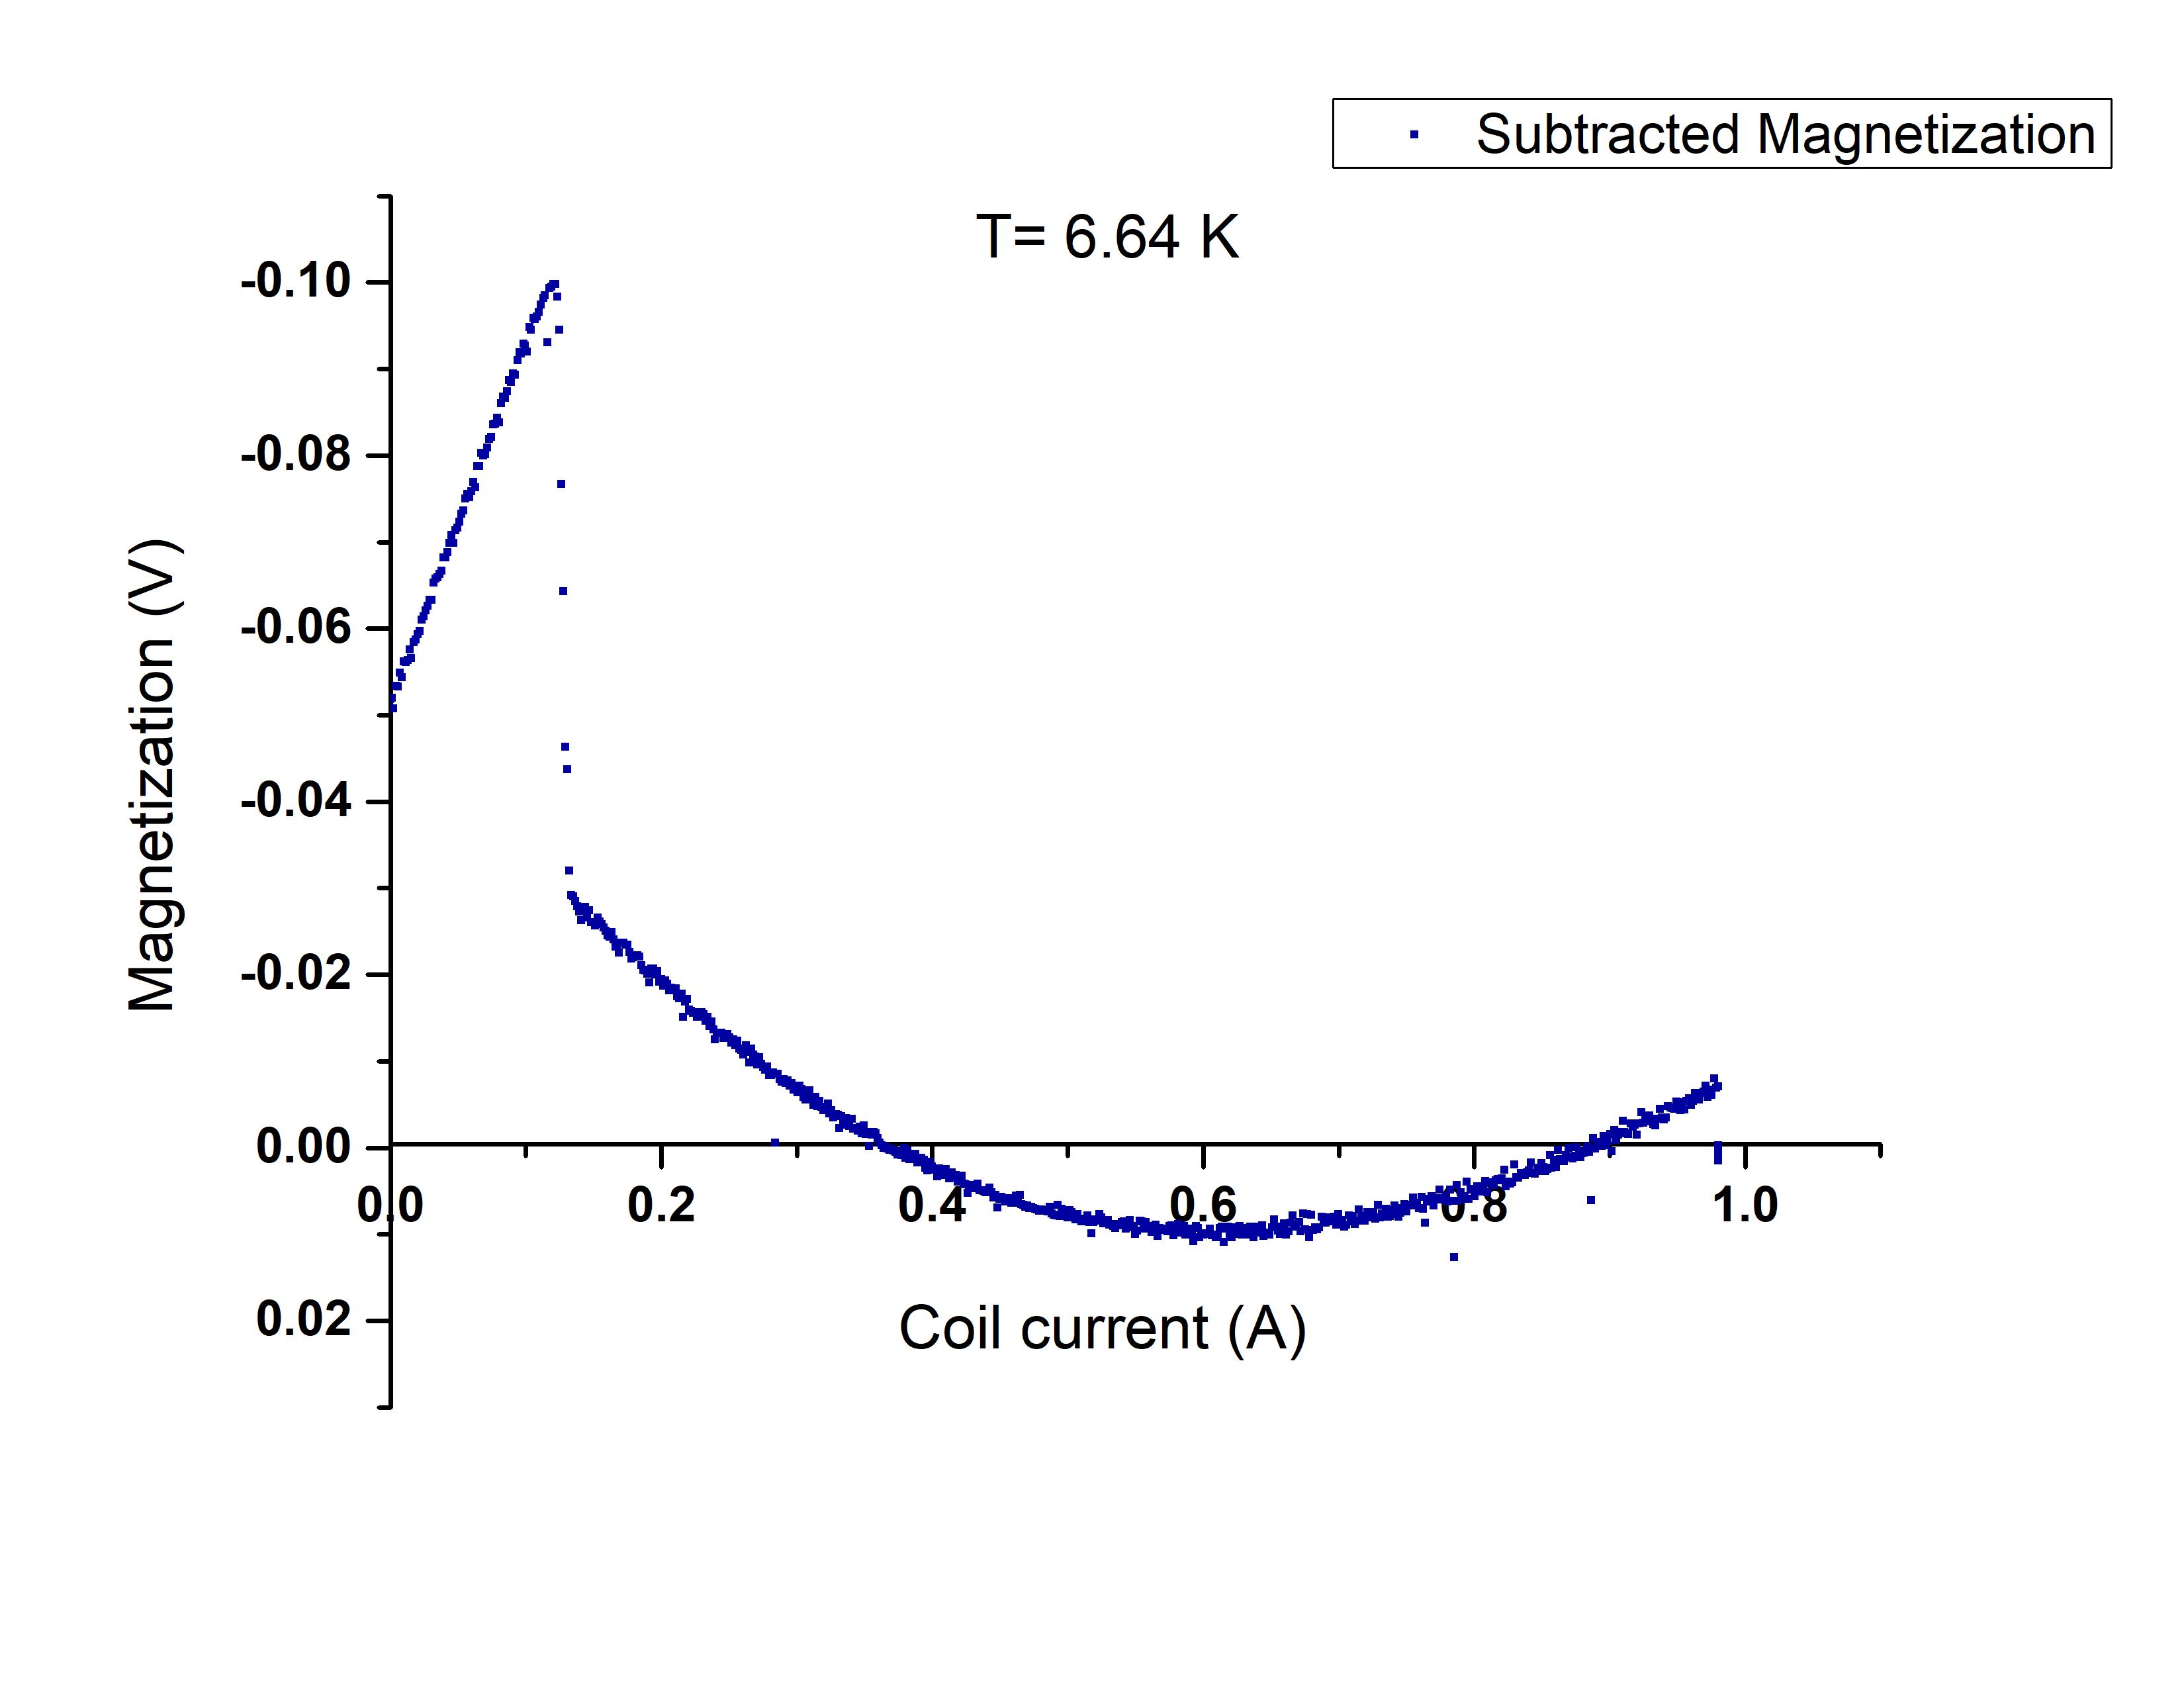 Subtracted Magnetization
T= 6.64 K
Magnetization (V)
-0.10
-0.08
-0.06
-0.04
-0.02
0.00
0.02
0.0 0.2 0.4 0.6 0.8 1.0
Coil current (A)